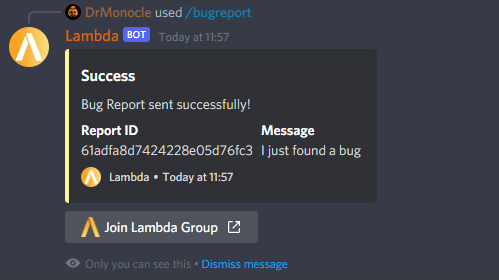 DrMonocle used /bugreport
Lambda BOT Today at 11:57
Success
Bug Report sent successfully!
Report ID Message
61adfa8d7424228e05d76fc3 I just found a bug
Lambda • Today at 11:57
Join Lambda Group
Only you can see this • Dismiss message